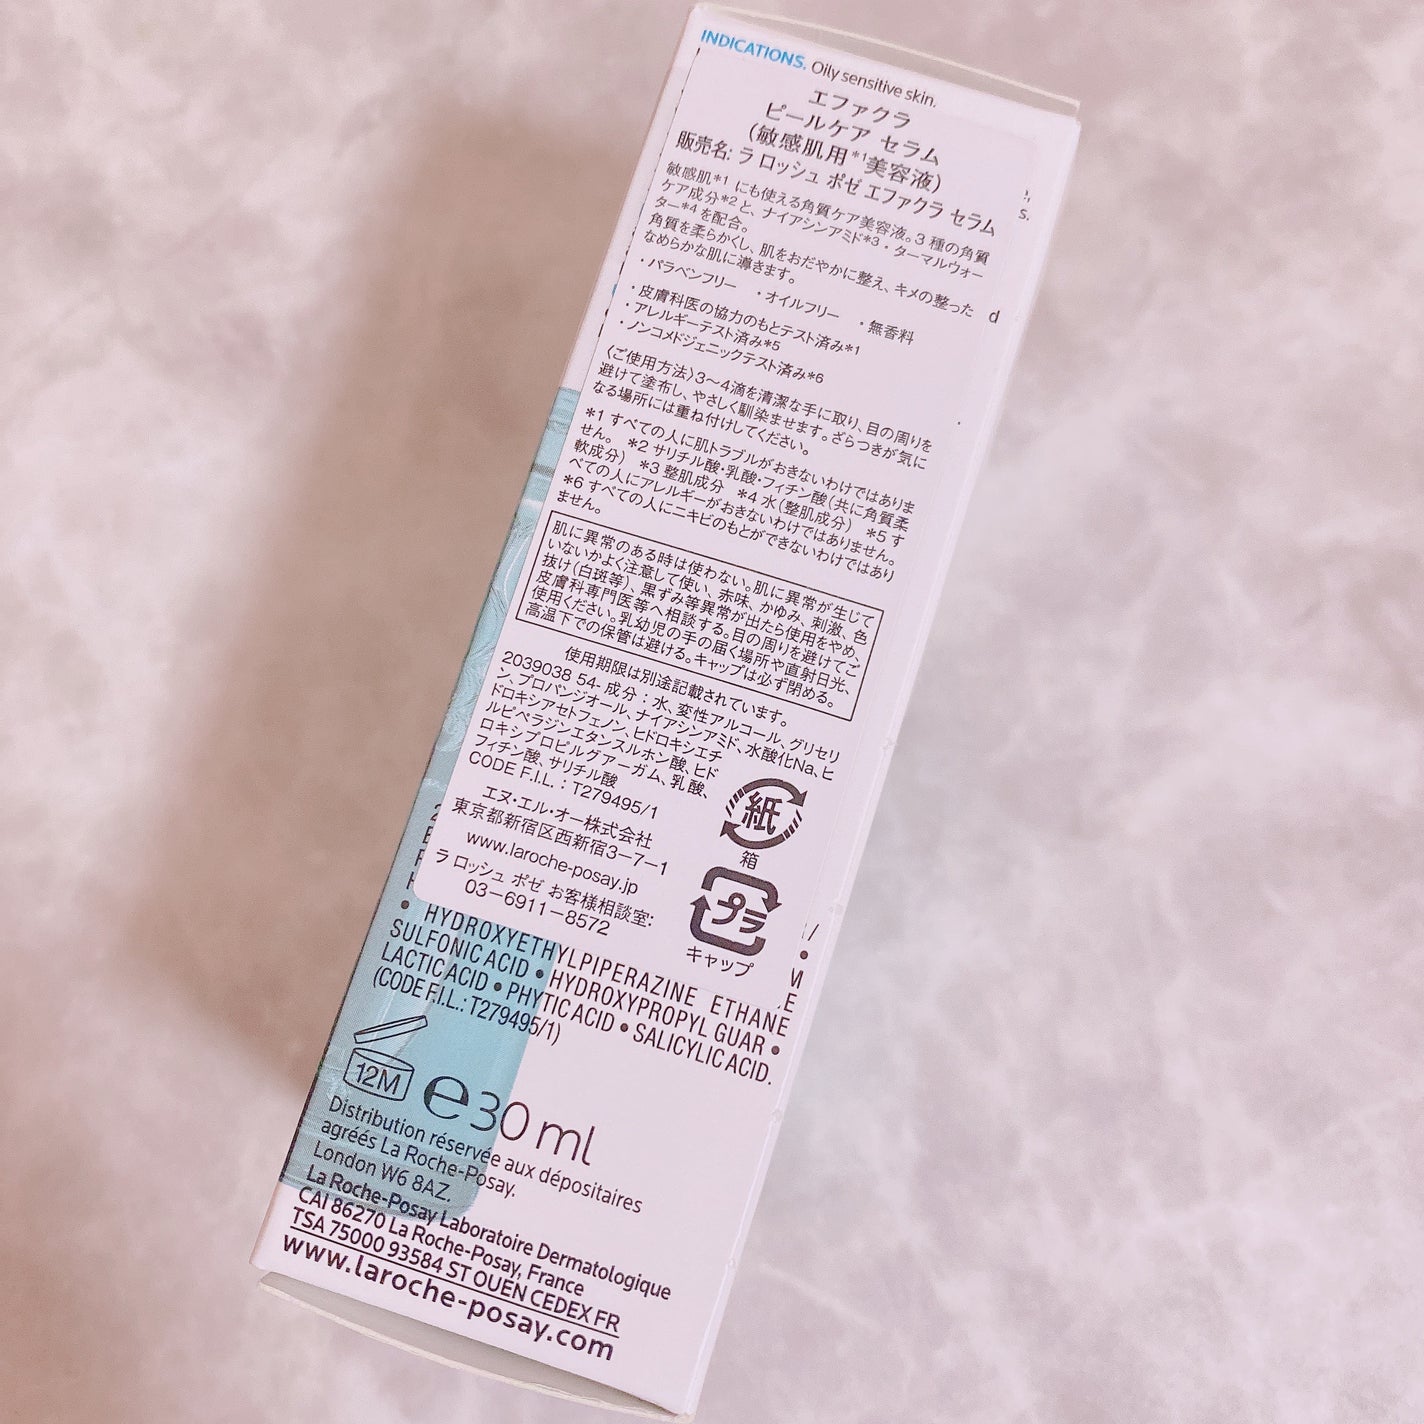 INDICATIONS. Oily sensitive skin.
エファクラ
ピールケア セラム
(敏感肌用*1美容液)
販売名: ラ ロッシュ ポゼ エファクラ セラム
敏感肌*1 にも使える角質ケア美容液。3 種の角質
ケア成分*2と、ナイアシンアミド*3・ターマルウォー
ター*4 を配合。
角質を柔らかくし、肌をおだやかに整え、キメの整った
なめらかな肌に導きます。
・パラベンフリー ・オイルフリー ・無香料
・皮膚科医の協力のもとテスト済み*1
・アレルギーテスト済み*5
・ノンコメドジェニックテスト済み*6
〈ご使用方法〉3〜4滴を清潔な手に取り、目の周りを
避けて塗布し、やさしく馴染ませます。ざらつきが気に
なる場所には重ね付けしてください。
*1 すべての人に肌トラブルがおきないわけではありま
せん。 *2 サリチル酸・乳酸・フィチン酸(共に角質柔
軟成分) *3 整肌成分 *4 水(整肌成分) *5 す
べての人にアレルギーがおきないわけではありません。
*6 すべての人にニキビのもとができないわけではあり
ません。
肌に異常のある時は使わない。肌に異常が生じて
いないかよく注意して使い、赤味、かゆみ、刺激、色
抜け(白斑等)、黒ずみ等異常が出たら使用をやめ、
皮膚科専門医等へ相談する。目の周りを避けてご
使用ください。乳幼児の手の届く場所や直射日光、
高温下での保管は避ける。キャップは必ず閉める。
使用期限は別途記載されています。
2039038 54- 成分：水、変性アルコール、グリセリ
ン、プロパンジオール、ナイアシンアミド、水酸化Na、ヒ
ドロキシアセトフェノン、ヒドロキシエチ
ルピペラジンエタンスルホン酸、ヒド
ロキシプロピルグアーガム、乳酸、
フィチン酸、サリチル酸
CODE F.I.L.：T279495/1
エヌ・エル・オー株式会社
東京都新宿区西新宿3−7−1
www.laroche-posay.jp
ラ ロッシュ ポゼ お客様相談室:
03−6911−8572
紙
箱
プラ
キャップ
• HYDROXYETHYLPIPERAZINE ETHANE
SULFONIC ACID • HYDROXYPROPYL GUAR •
LACTIC ACID • PHYTIC ACID • SALICYLIC ACID.
(CODE F.I.L.: T279495/1)
12M
e 30 ml
Distribution réservée aux dépositaires
agréés La Roche-Posay.
London W6 8AZ.
La Roche-Posay Laboratoire Dermatologique
CAI 86270 La Roche-Posay, France
TSA 75000 93584 ST OUEN CEDEX FR
www.laroche-posay.com